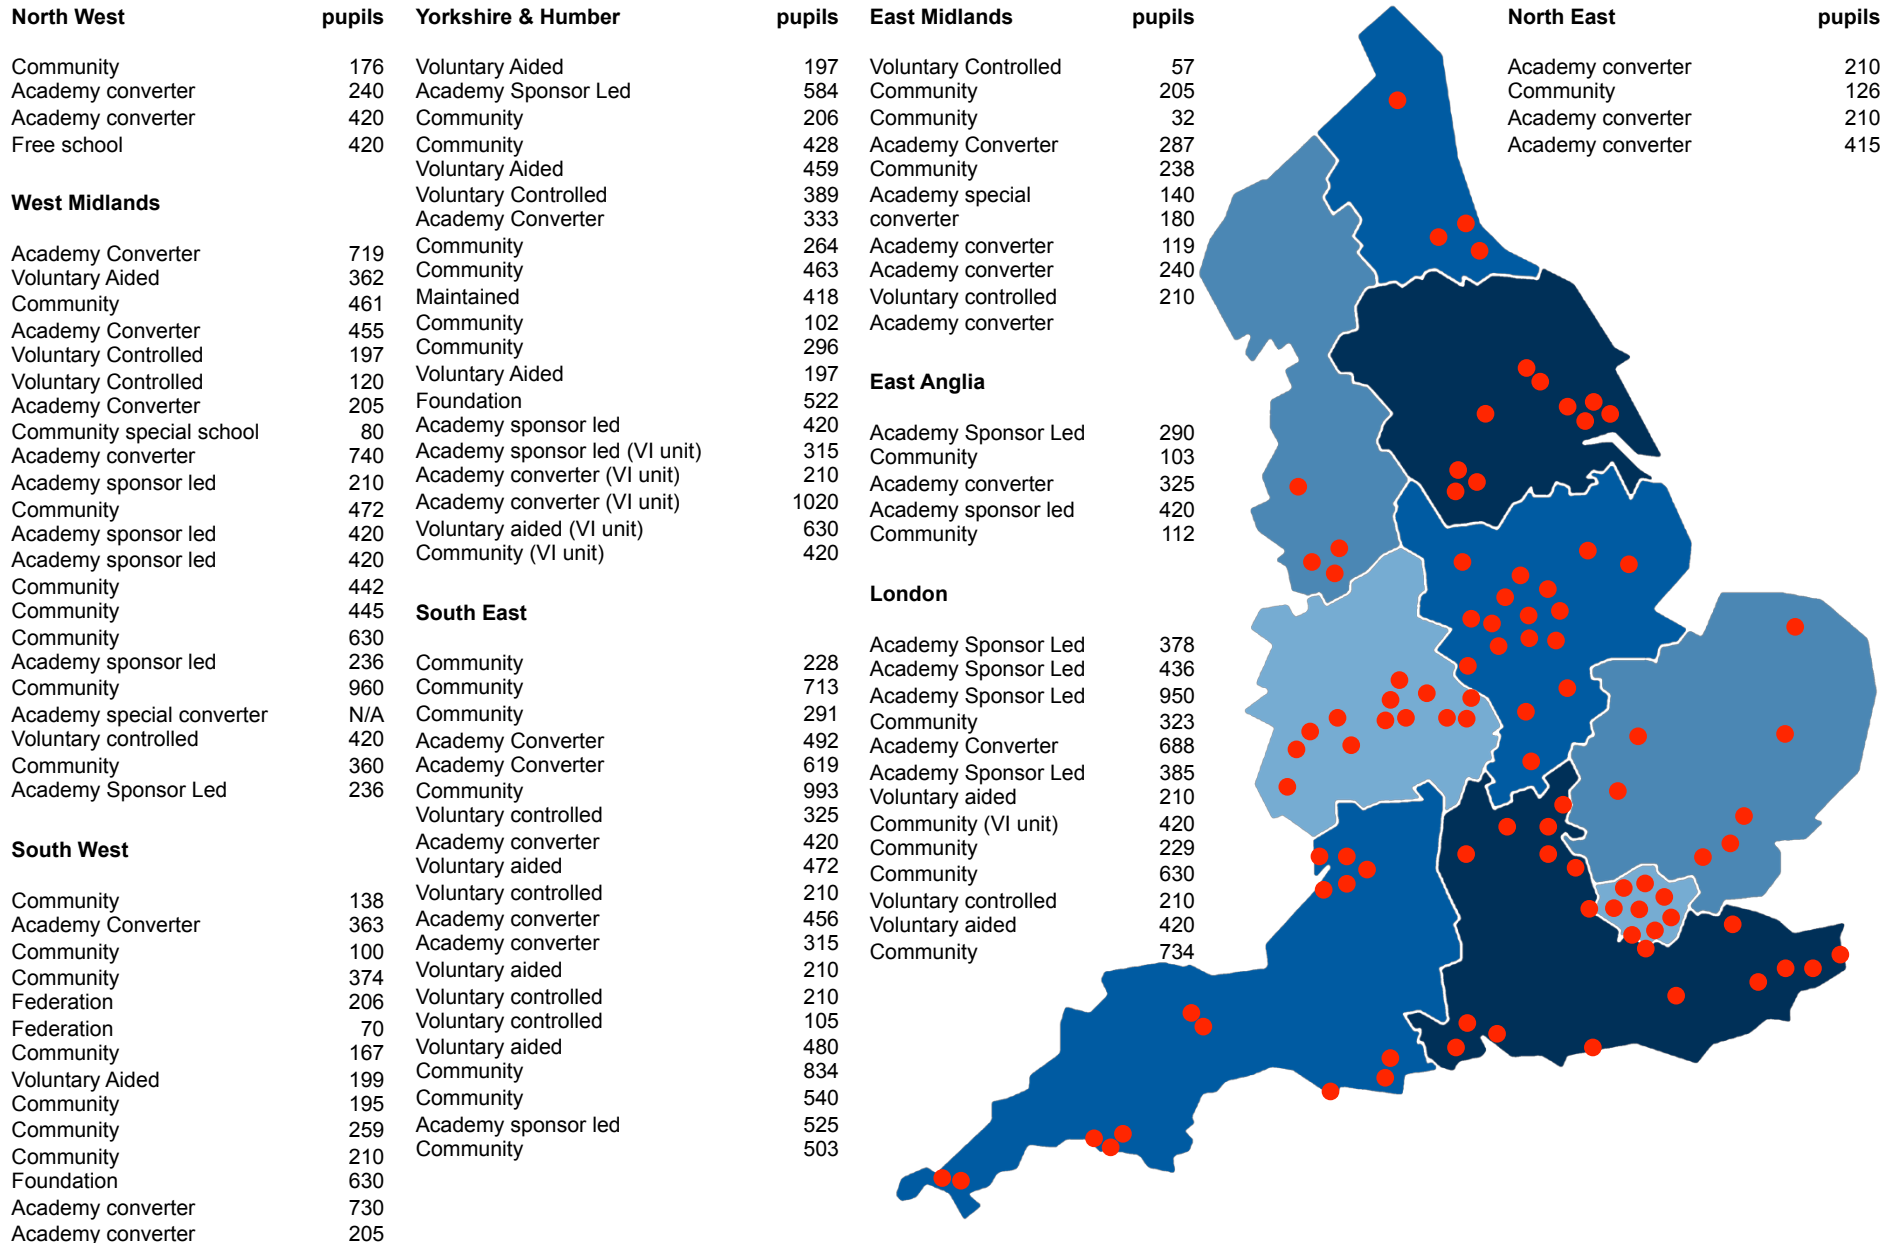 North West pupils
Community 176
Academy converter 240
Academy converter 420
Free school 420
West Midlands
Academy Converter 719
Voluntary Aided 362
Community 461
Academy Converter 455
Voluntary Controlled 197
Voluntary Controlled 120
Academy Converter 205
Community special school 80
Academy converter 740
Academy sponsor led 210
Community 472
Academy sponsor led 420
Academy sponsor led 420
Community 442
Community 445
Community 630
Academy sponsor led 236
Community 960
Academy special converter N/A
Voluntary controlled 420
Community 360
Academy Sponsor Led 236
South West
Community 138
Academy Converter 363
Community 100
Community 374
Federation 206
Federation 70
Community 167
Voluntary Aided 199
Community 195
Community 259
Community 210
Foundation 630
Academy converter 730
Academy converter 205
Yorkshire & Humber pupils
Voluntary Aided 197
Academy Sponsor Led 584
Community 206
Community 428
Voluntary Aided 459
Voluntary Controlled 389
Academy Converter 333
Community 264
Community 463
Maintained 418
Community 102
Community 296
Voluntary Aided 197
Foundation 522
Academy sponsor led 420
Academy sponsor led (VI unit) 315
Academy converter (VI unit) 210
Academy converter (VI unit) 1020
Voluntary aided (VI unit) 630
Community (VI unit) 420
South East
Community 228
Community 713
Community 291
Academy Converter 492
Academy Converter 619
Community 993
Voluntary controlled 325
Academy converter 420
Voluntary aided 472
Voluntary controlled 210
Academy converter 456
Academy converter 315
Voluntary aided 210
Voluntary controlled 210
Voluntary controlled 105
Voluntary aided 480
Community 834
Community 540
Academy sponsor led 525
Community 503
East Midlands pupils
Voluntary Controlled 57
Community 205
Community 32
Academy Converter 287
Community 238
Academy special 140
converter 180
Academy converter 119
Academy converter 240
Voluntary controlled 210
Academy converter
East Anglia
Academy Sponsor Led 290
Community 103
Academy converter 325
Academy sponsor led 420
Community 112
London
Academy Sponsor Led 378
Academy Sponsor Led 436
Academy Sponsor Led 950
Community 323
Academy Converter 688
Academy Sponsor Led 385
Voluntary aided 210
Community (VI unit) 420
Community 229
Community 630
Voluntary controlled 210
Voluntary aided 420
Community 734
North East pupils
Academy converter 210
Community 126
Academy converter 210
Academy converter 415